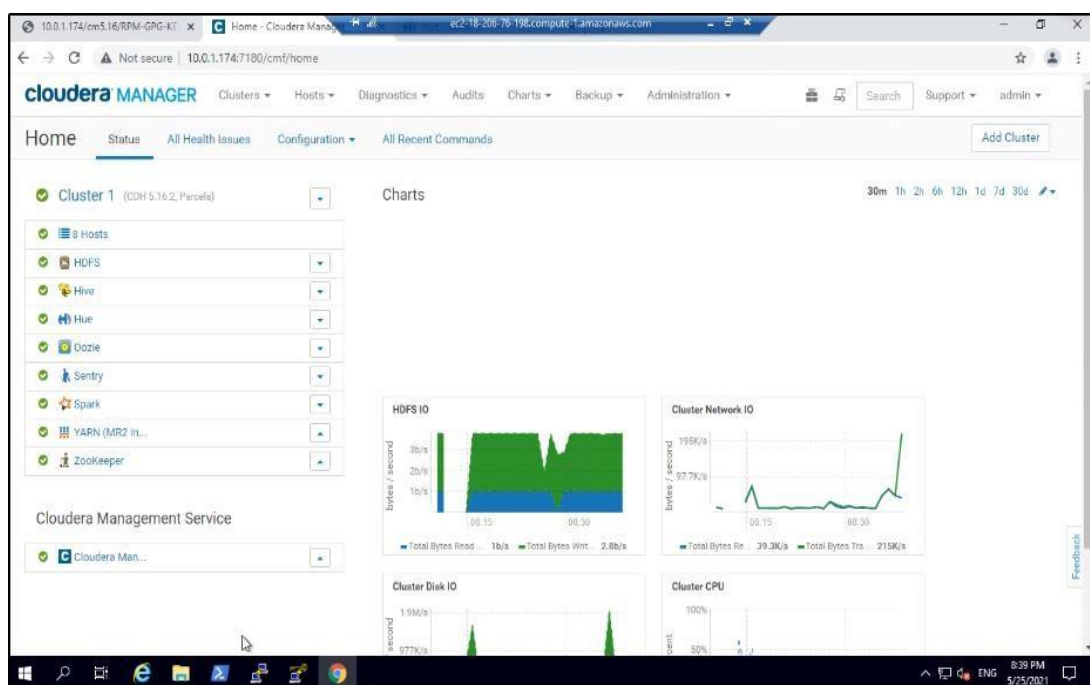 10.0.1.174/cm5.16/RPM-GPG-KE
Home - Cloudera Manag
ec2-18-206-76-198.compute-1.amazonaws.com
Not secure | 10.0.1.174:7180/cmf/home
cloudera MANAGER Clusters Hosts Diagnostics Audits Charts Backup Administration Search Support admin
Home Status All Health Issues Configuration All Recent Commands Add Cluster
Cluster 1 (CDH 5.16.2, Parcels)
Charts
30m 1h 2h 6h 12h 1d 7d 30d
8 Hosts
HDFS
Hive
Hue
Oozie
Sentry
Spark
YARN (MR2 In...
ZooKeeper
Cloudera Management Service
Cloudera Man...
HDFS IO
bytes / second
3b/s
2b/s
1b/s
08:15 08:30
Total Bytes Read ... 1b/s Total Bytes Writ... 2.8b/s
Cluster Network IO
bytes / second
195K/s
97.7K/s
08:15 08:30
Total Bytes Re... 39.3K/s Total Bytes Tra... 215K/s
Cluster Disk IO
second
1.9M/s
977K/s
Cluster CPU
100%
50%
Feedback
ENG
8:39 PM
5/25/2021